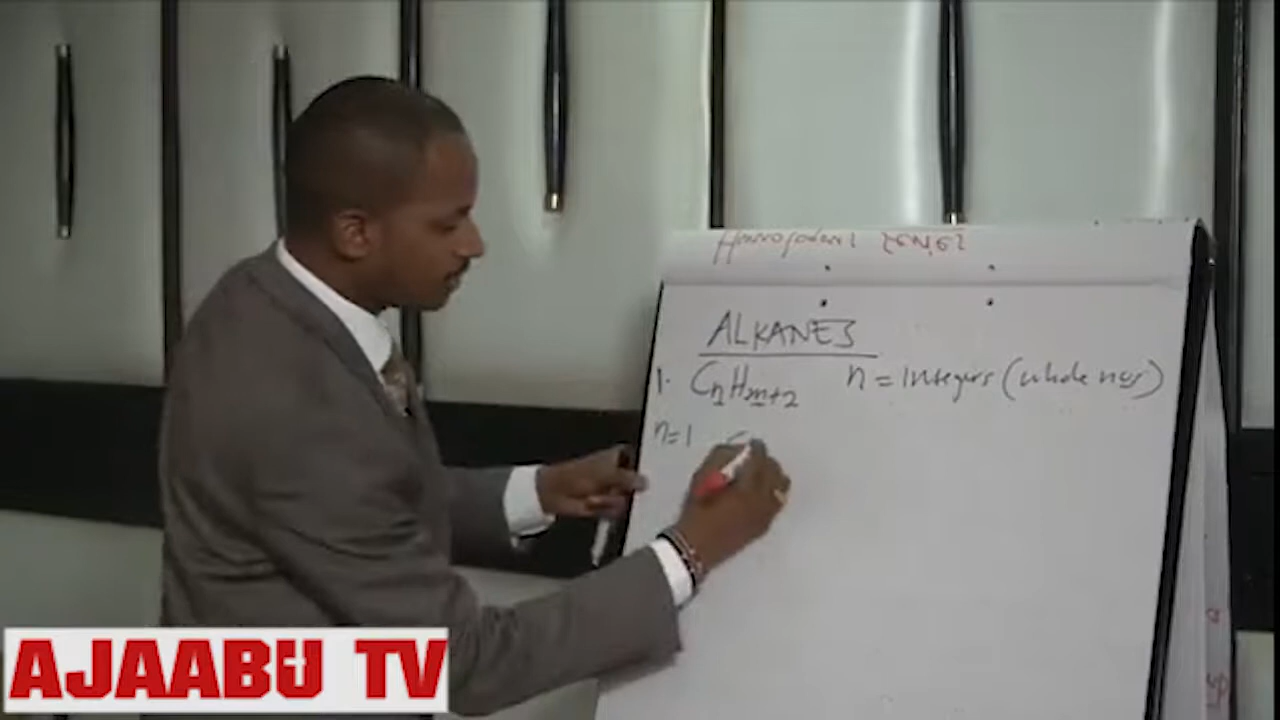 ALKANES
1. CnH2n+2 n = integers (whole nos)
n=1 C
AJAABU TV